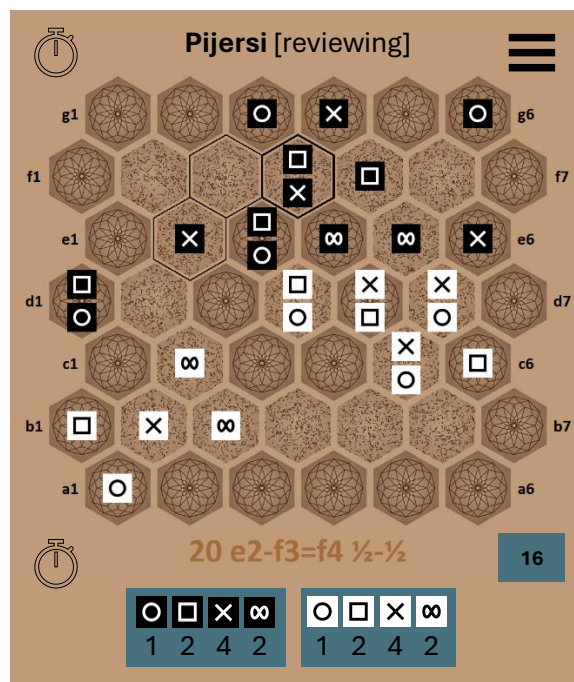 Pijersi [reviewing]
g1 g6
f1 f7
e1 e6
d1 d7
c1 c6
b1 b7
a1 a6
20 e2-f3=f4 ½-½
16
1 2 4 2 1 2 4 2